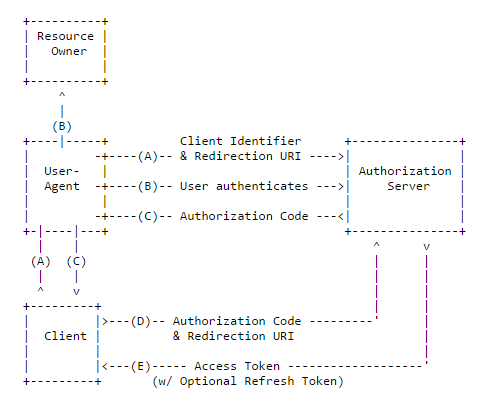 Resource
Owner
(B)
Client Identifier
(A)-- & Redirection URI
User-
Agent
Authorization
Server
(B)-- User authenticates
(C)-- Authorization Code
(A) (C)
(D)-- Authorization Code
& Redirection URI
Client
(E)----- Access Token
(w/ Optional Refresh Token)